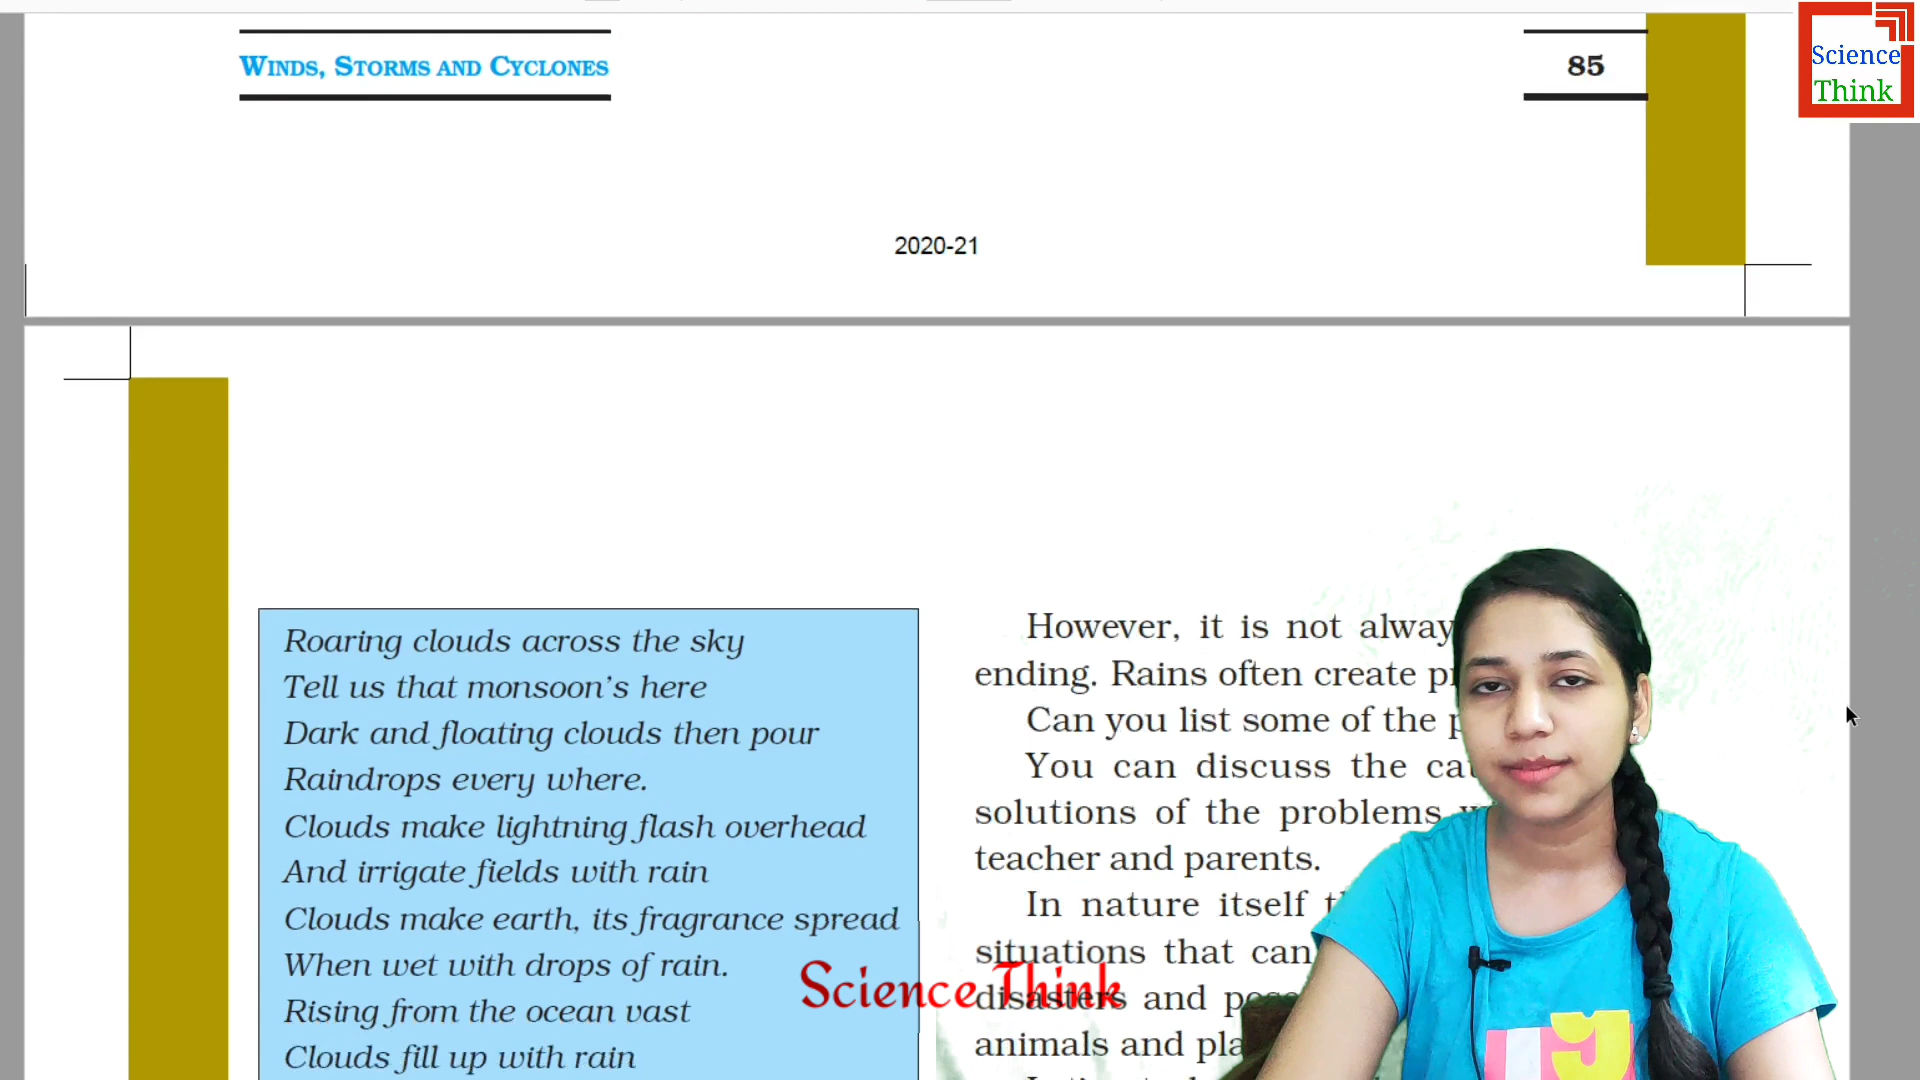 WINDS, STORMS AND CYCLONES
85
Science
Think
2020-21
Roaring clouds across the sky
Tell us that monsoon's here
Dark and floating clouds then pour
Raindrops every where.
Clouds make lightning flash overhead
And irrigate fields with rain
Clouds make earth, its fragrance spread
When wet with drops of rain.
Rising from the ocean vast
Clouds fill up with rain
However, it is not
ending. Rains often create
Can you list some of the
You can discuss the
solutions of the problems
teacher and parents.
In nature itself
situations that can
disasters and
animals and
Science Think